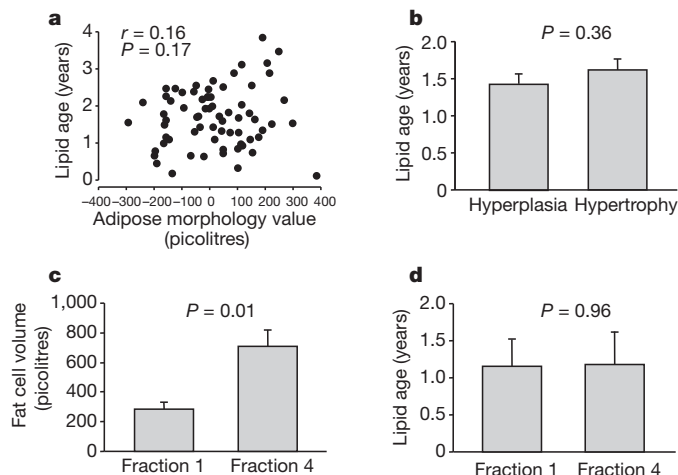 a
r = 0.16
P = 0.17
Lipid age (years)
4
3
2
1
0
−400 −300 −200 −100 0 100 200 300 400
Adipose morphology value
(picolitres)
b
P = 0.36
Lipid age (years)
2.0
1.5
1.0
0.5
0
Hyperplasia Hypertrophy
c
P = 0.01
Fat cell volume
(picolitres)
1,000
800
600
400
200
0
Fraction 1 Fraction 4
d
P = 0.96
Lipid age (years)
2.0
1.5
1.0
0.5
0
Fraction 1 Fraction 4